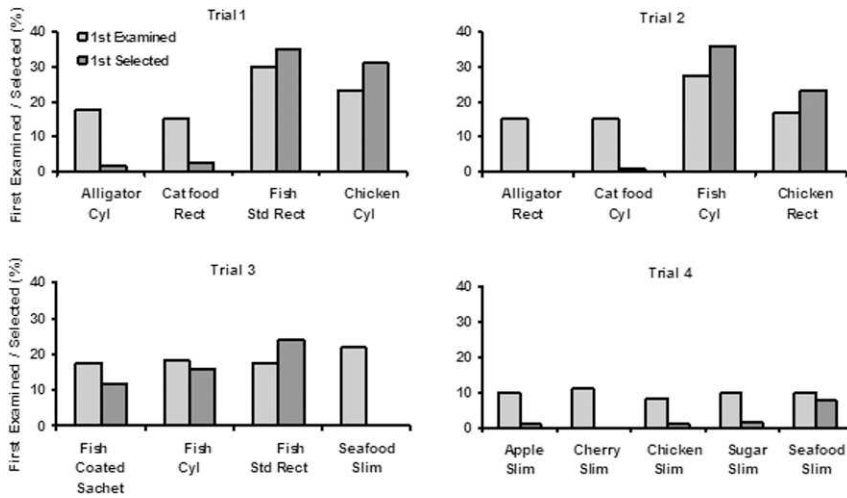 Trial 1
First Examined / Selected (%)
40
30
20
10
0
1st Examined
1st Selected
Alligator
Cyl
Cat food
Rect
Fish
Std Rect
Chicken
Cyl
Trial 2
40
30
20
10
0
Alligator
Rect
Cat food
Cyl
Fish
Cyl
Chicken
Rect
Trial 3
First Examined / Selected (%)
40
30
20
10
0
Fish
Coated
Sachet
Fish
Cyl
Fish
Std Rect
Seafood
Slim
Trial 4
40
30
20
10
0
Apple
Slim
Cherry
Slim
Chicken
Slim
Sugar
Slim
Seafood
Slim